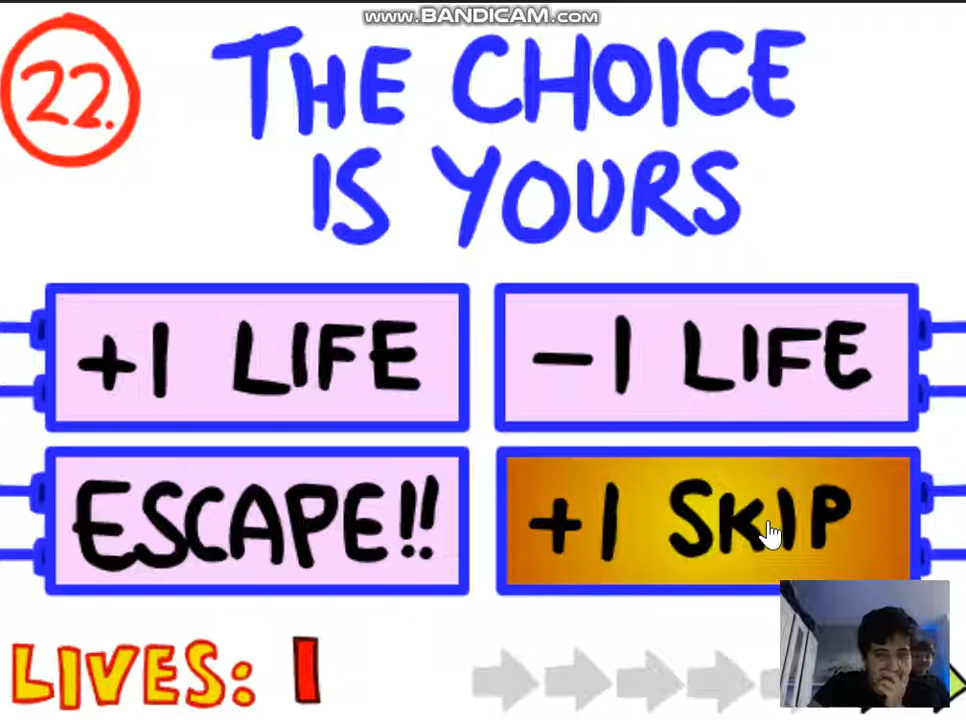 www.BANDICAM.com
22.
THE CHOICE
IS YOURS
+1 LIFE
-1 LIFE
ESCAPE!!
+1 SKIP
LIVES: 1